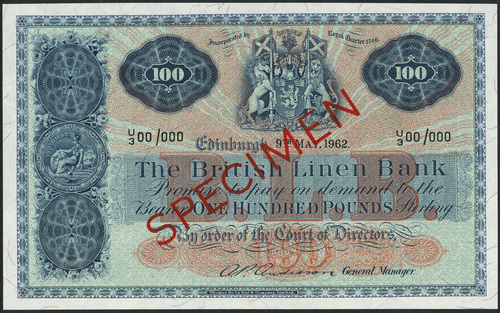 Incorporated by Royal Charter 1746.
100
100
U/3 00/000
U/3 00/000
Edinburgh, 9TH MAY, 1962.
The British Linen Bank
Promise to pay on demand to the
Bearer ONE HUNDRED POUNDS Sterling
By order of the Court of Directors,
100
General Manager.
SPECIMEN